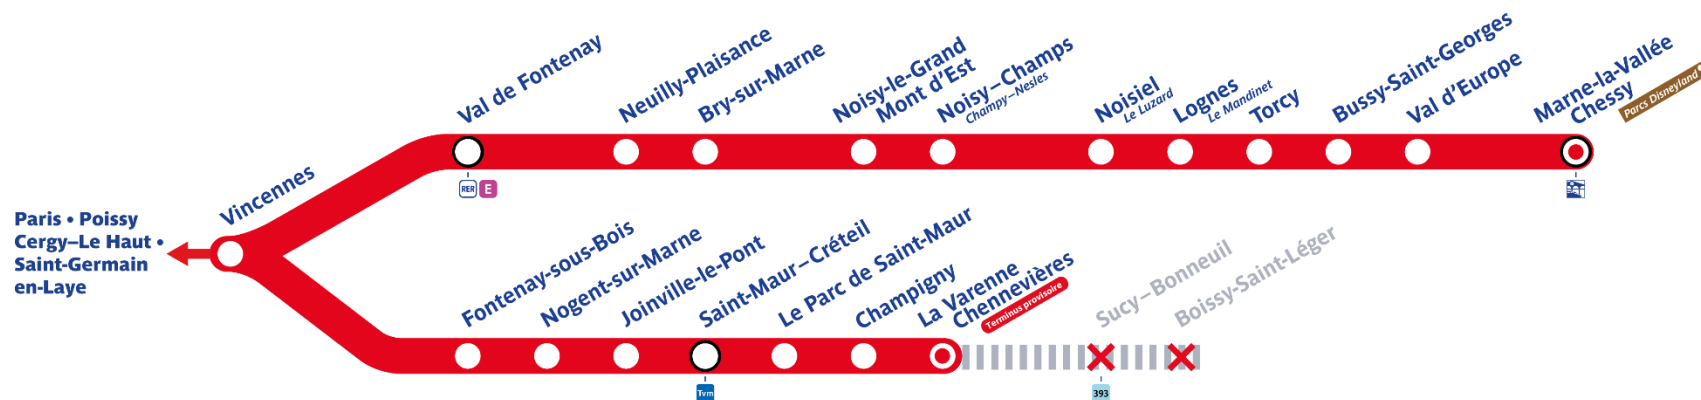 Paris • Poissy
Cergy–Le Haut •
Saint-Germain
en-Laye
Vincennes
Val de Fontenay
RER E
Neuilly-Plaisance
Bry-sur-Marne
Noisy-le-Grand
Mont d'Est
Noisy–Champs
Champy–Nesles
Noisiel
Le Luzard
Lognes
Le Mandinet
Torcy
Bussy-Saint-Georges
Val d'Europe
Marne-la-Vallée
Chessy
Parcs Disneyland
Fontenay-sous-Bois
Nogent-sur-Marne
Joinville-le-Pont
Saint-Maur–Créteil
Tvm
Le Parc de Saint-Maur
Champigny
La Varenne
Chennevières
Terminus provisoire
Sucy–Bonneuil
393
Boissy-Saint-Léger